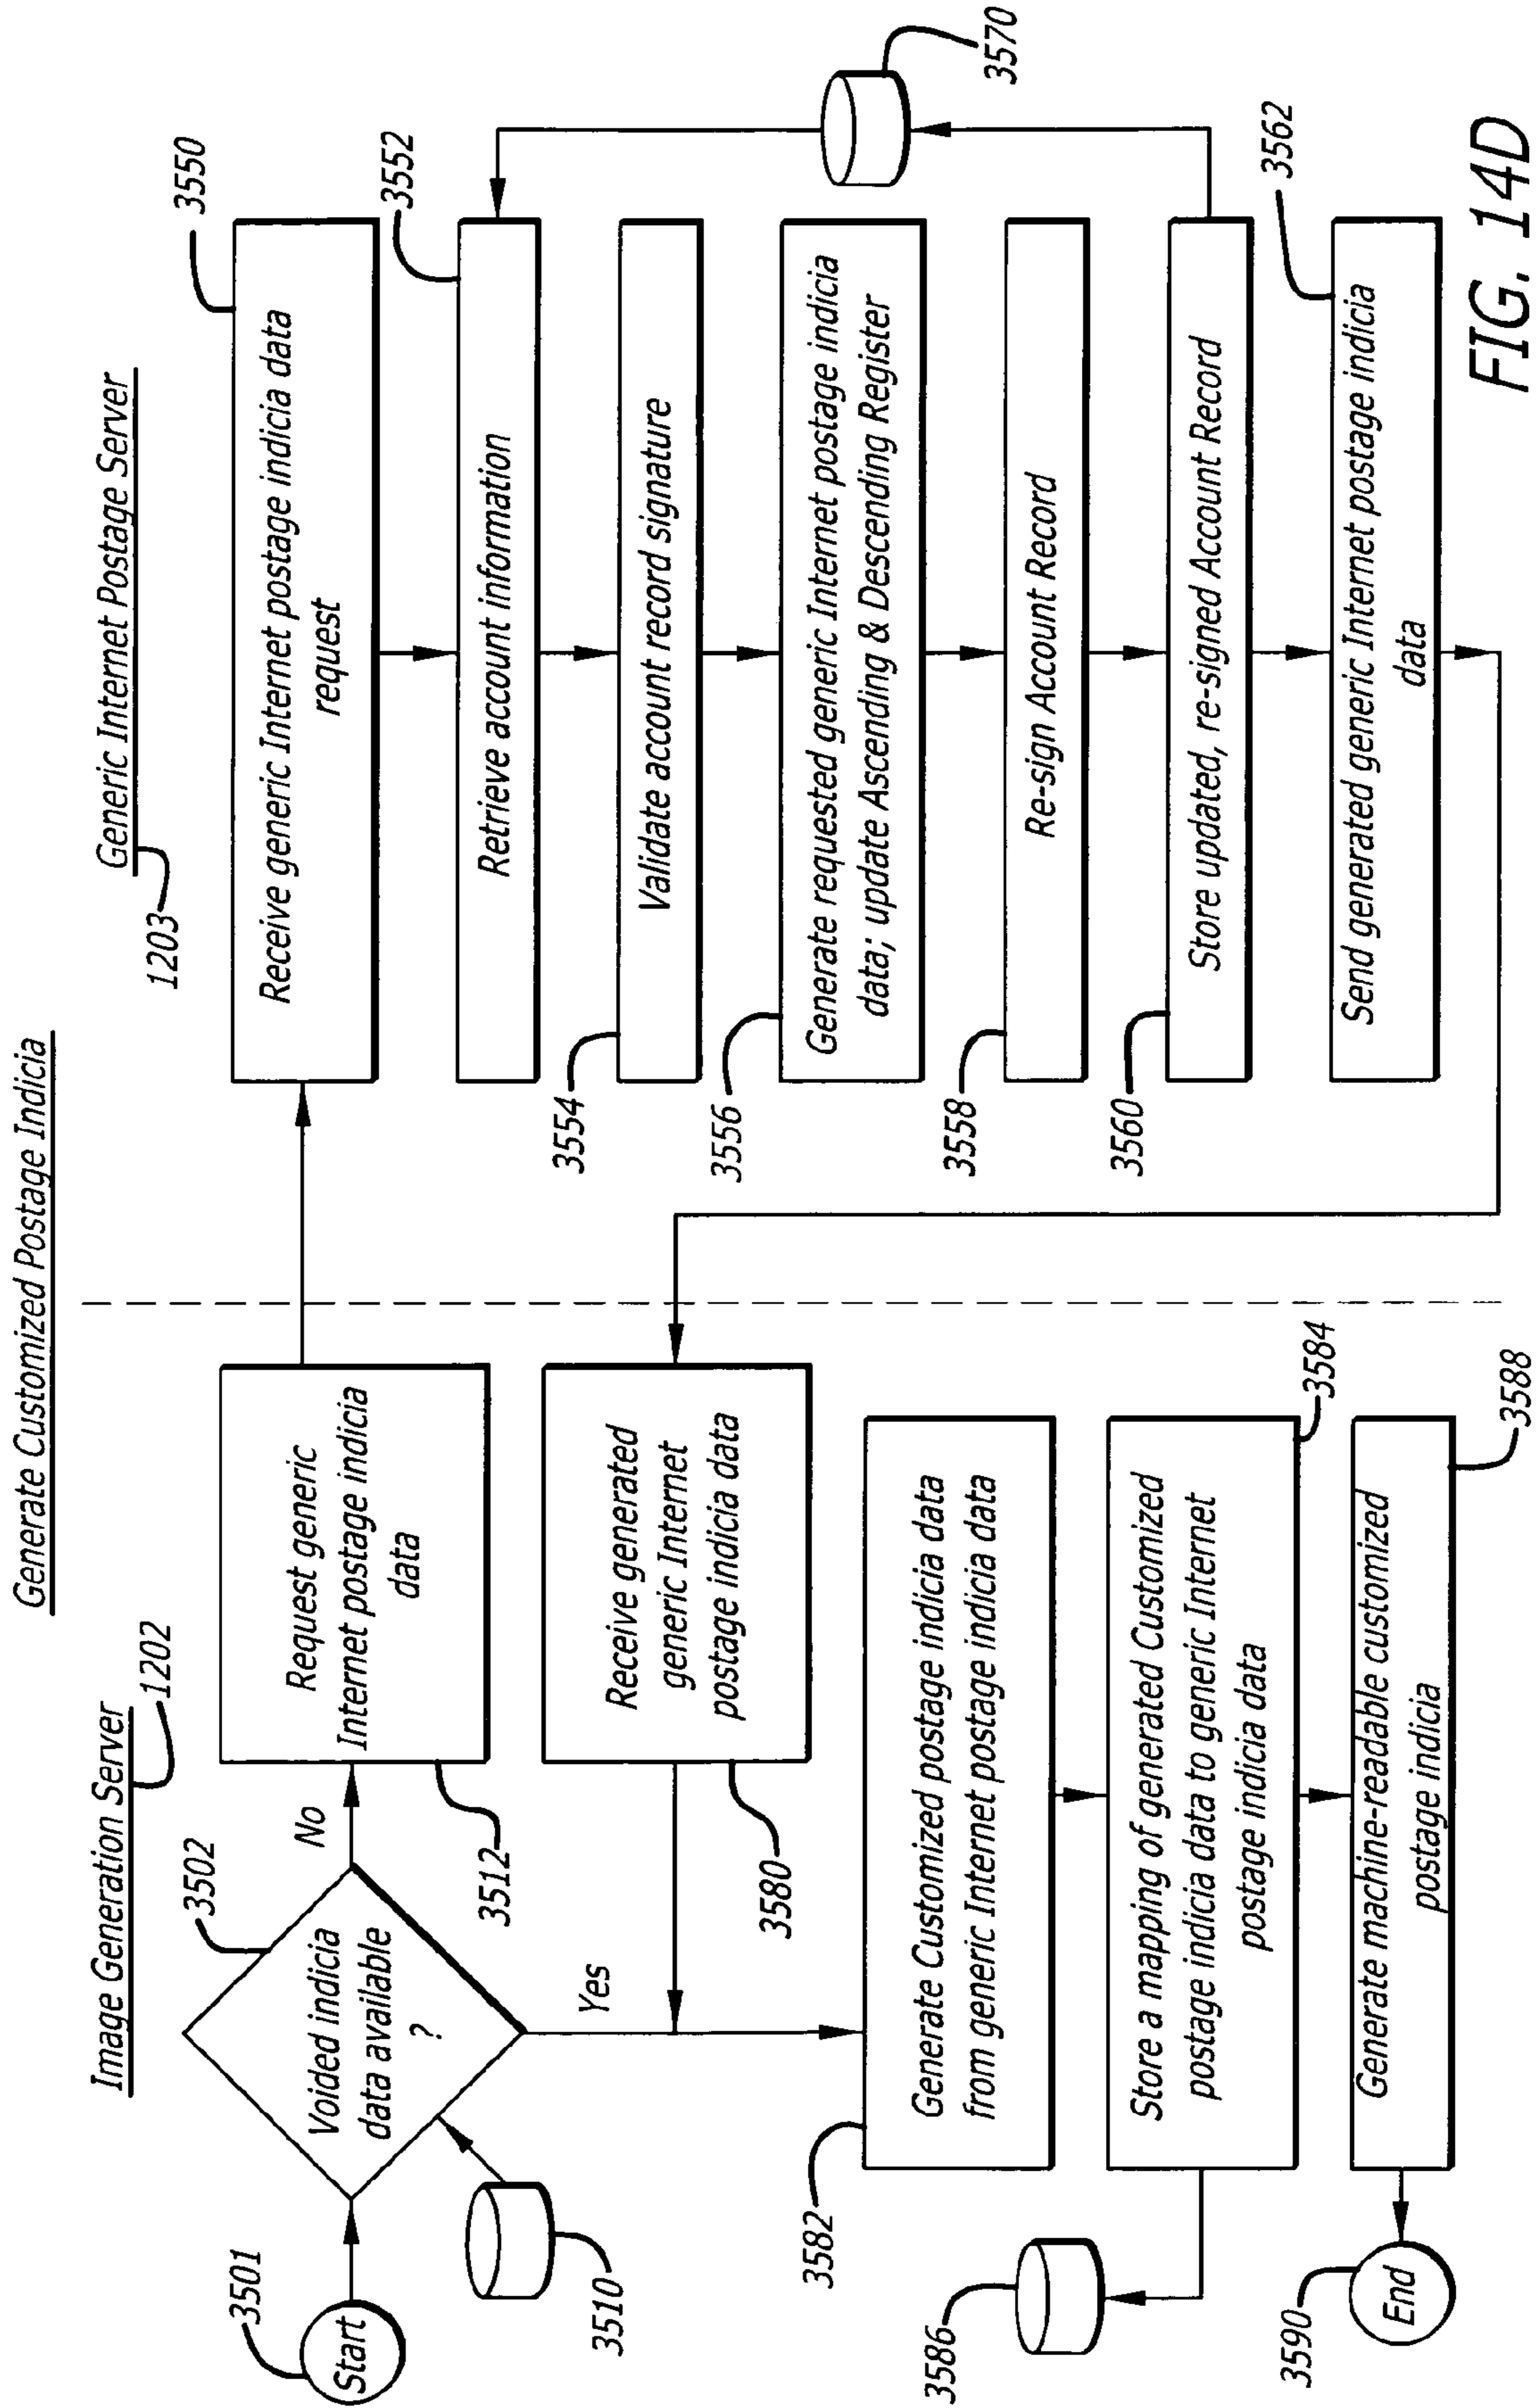 Generate Customized Postage Indicia
Image Generation Server
1202
Generic Internet Postage Server
1203
3501
Start
3502
Voided indicia
data available
?
No
Yes
3510
Request generic
Internet postage indicia
data
3512
Receive generic Internet postage indicia data
request
3550
Retrieve account information
3552
Validate account record signature
3554
Generate requested generic Internet postage indicia
data; update Ascending & Descending Register
3556
Re-sign Account Record
3558
Store updated, re-signed Account Record
3560
3570
Send generated generic Internet postage indicia
data
3562
Receive generated
generic Internet
postage indicia data
3580
Generate Customized postage indicia data
from generic Internet postage indicia data
3582
Store a mapping of generated Customized
postage indicia data to generic Internet
postage indicia data
3584
3586
Generate machine-readable customized
postage indicia
3588
3590
End
FIG. 14D